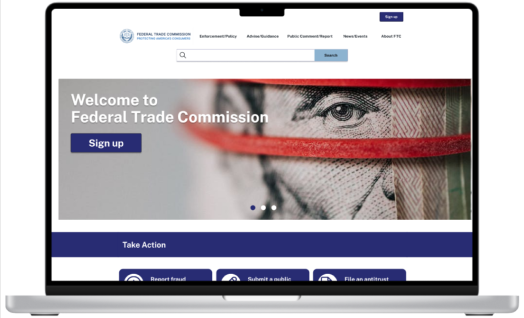 Sign up
FEDERAL TRADE COMMISSION
PROTECTING AMERICA'S CONSUMERS
Enforcement/Policy
Advise/Guidance
Public Comment/Report
News/Events
About FTC
Search
Welcome to
Federal Trade Commission
Sign up
Take Action
Report fraud
Submit a public
File an antitrust